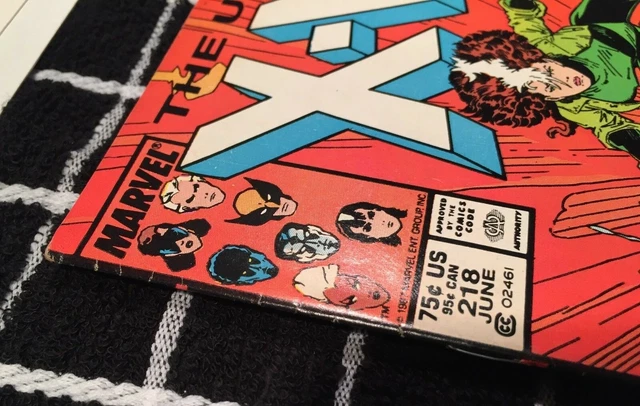 THE U
X-
MARVEL®
APPROVED
BY THE
COMICS
CODE
AUTHORITY
75¢ US
95¢ CAN
218
JUNE
CC 02461
MARVEL ENT. GROUP, INC.
TM